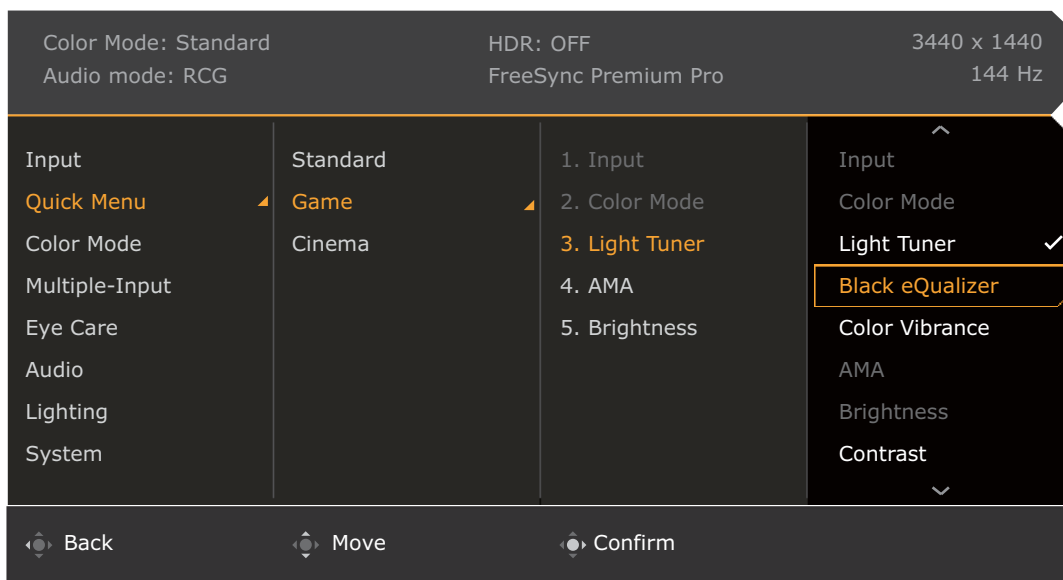 Color Mode: Standard
HDR: OFF
3440 x 1440
Audio mode: RCG
FreeSync Premium Pro
144 Hz
Input
Quick Menu
Color Mode
Multiple-Input
Eye Care
Audio
Lighting
System
Standard
Game
Cinema
1. Input
2. Color Mode
3. Light Tuner
4. AMA
5. Brightness
Input
Color Mode
Light Tuner
Black eQualizer
Color Vibrance
AMA
Brightness
Contrast
Back
Move
Confirm